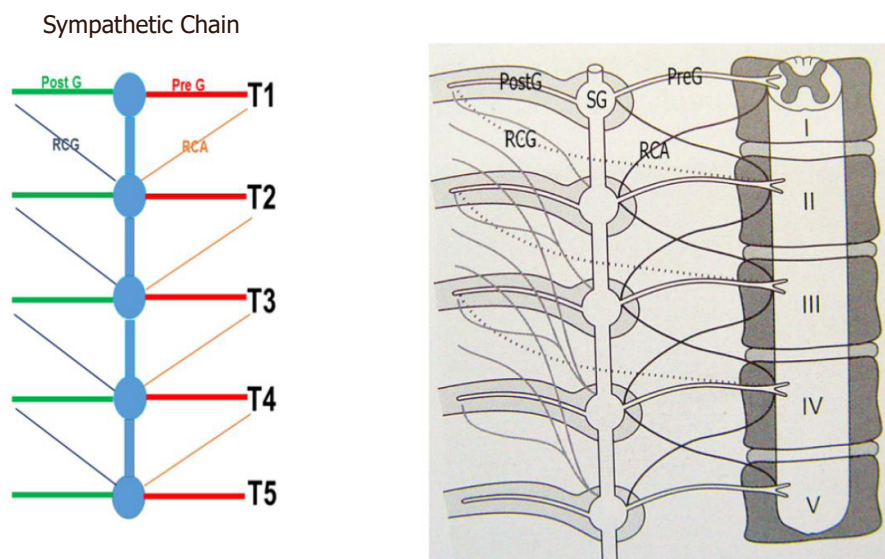 Sympathetic Chain
Post G
Pre G
T1
RCG
RCA
T2
T3
T4
T5
PostG
SG
PreG
I
RCG
RCA
II
III
IV
V